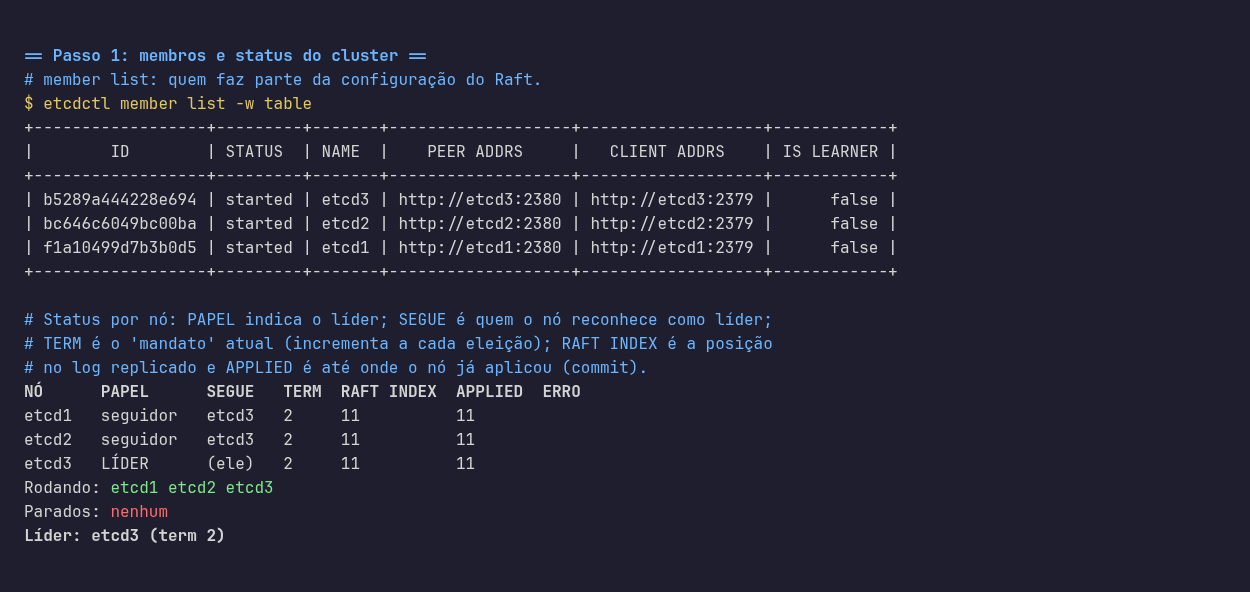 == Passo 1: membros e status do cluster ==
# member list: quem faz parte da configuração do Raft.
$ etcdctl member list -w table
+------------------+---------+-------+-------------------+-------------------+------------+
|        ID        | STATUS  | NAME  |    PEER ADDRS     |   CLIENT ADDRS    | IS LEARNER |
+------------------+---------+-------+-------------------+-------------------+------------+
| b5289a444228e694 | started | etcd3 | http://etcd3:2380 | http://etcd3:2379 |      false |
| bc646c6049bc00ba | started | etcd2 | http://etcd2:2380 | http://etcd2:2379 |      false |
| f1a10499d7b3b0d5 | started | etcd1 | http://etcd1:2380 | http://etcd1:2379 |      false |
+------------------+---------+-------+-------------------+-------------------+------------+
# Status por nó: PAPEL indica o líder; SEGUE é quem o nó reconhece como líder;
# TERM é o 'mandato' atual (incrementa a cada eleição); RAFT INDEX é a posição
# no log replicado e APPLIED é até onde o nó já aplicou (commit).
NÓ      PAPEL      SEGUE   TERM  RAFT INDEX  APPLIED  ERRO
etcd1   seguidor   etcd3   2     11          11
etcd2   seguidor   etcd3   2     11          11
etcd3   LÍDER      (ele)   2     11          11
Rodando: etcd1 etcd2 etcd3
Parados: nenhum
Líder: etcd3 (term 2)